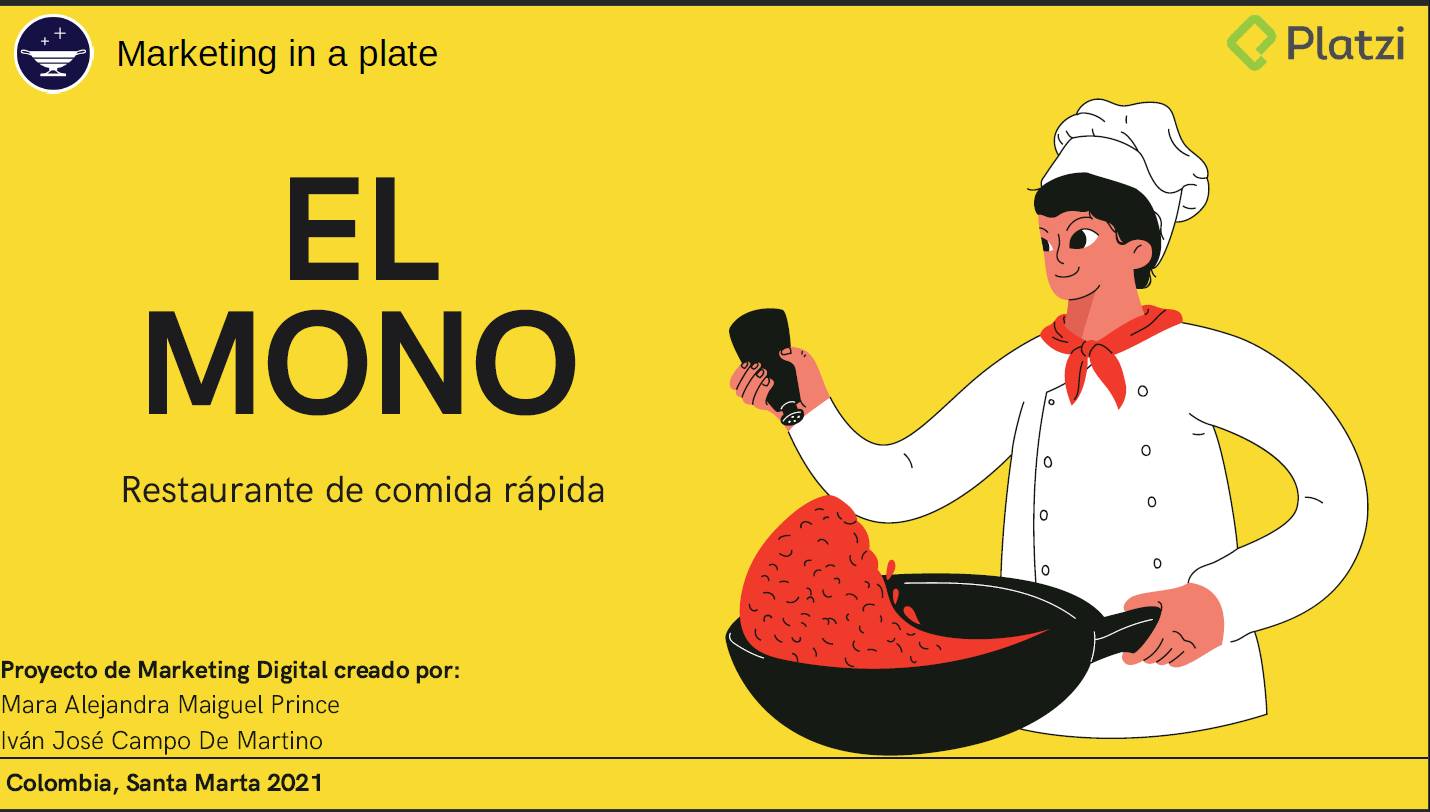 Marketing in a plate
Platzi
EL
MONO
Restaurante de comida rápida
Proyecto de Marketing Digital creado por:
Mara Alejandra Maiguel Prince
Iván José Campo De Martino
Colombia, Santa Marta 2021